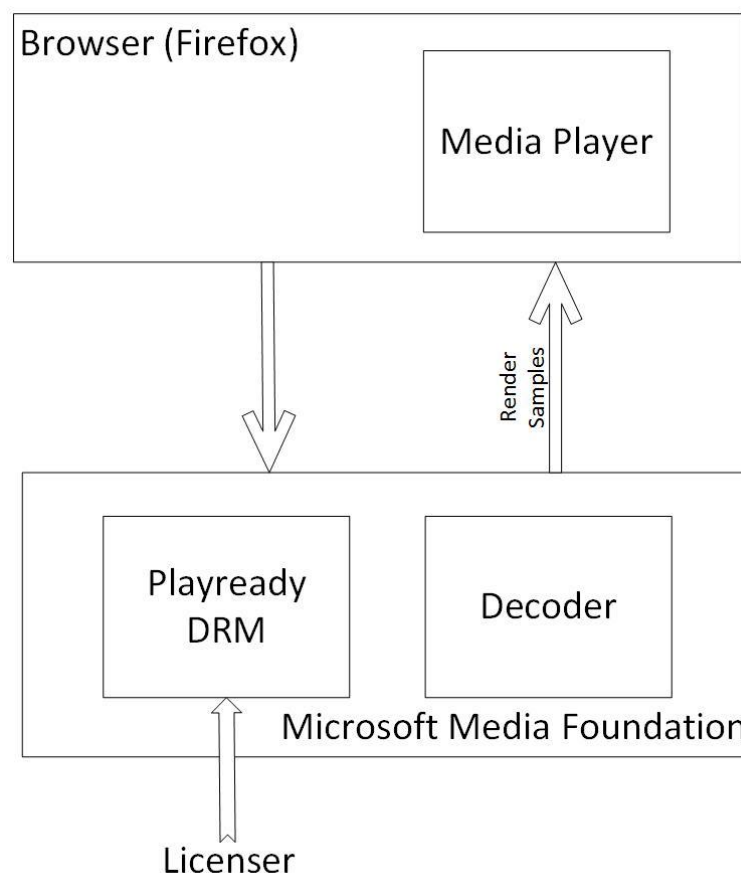 Browser (Firefox)
Media Player
Render
Samples
Playready
DRM
Decoder
Microsoft Media Foundation
Licenser